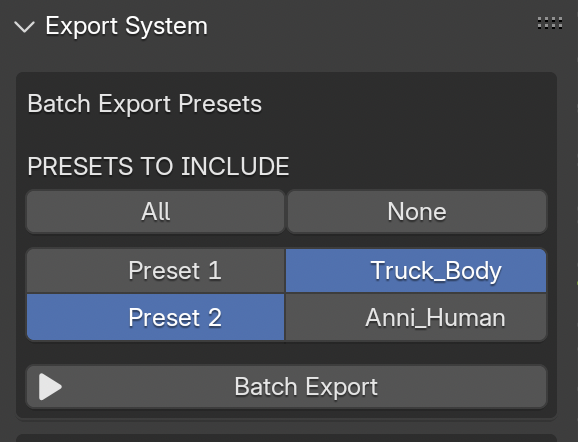 Export System
Batch Export Presets
PRESETS TO INCLUDE
All None
Preset 1 Truck_Body
Preset 2 Anni_Human
Batch Export